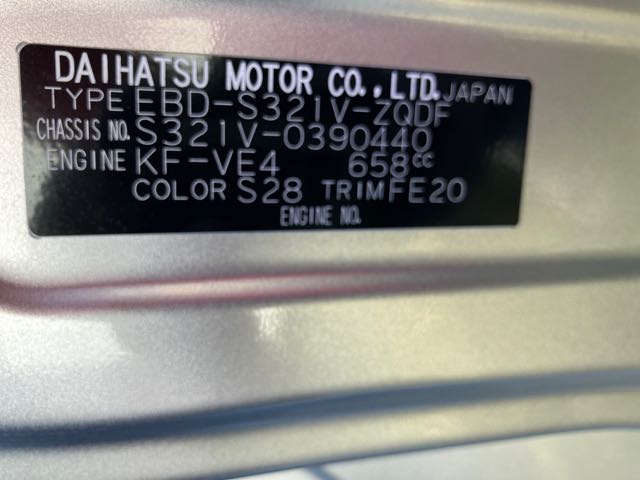 DAIHATSU MOTOR CO., LTD. JAPAN
TYPE EBD-S321V-ZQDF
CHASSIS NO. S321V-0390440
ENGINE KF-VE4 658cc
COLOR S28 TRIM FE20
ENGINE NO.